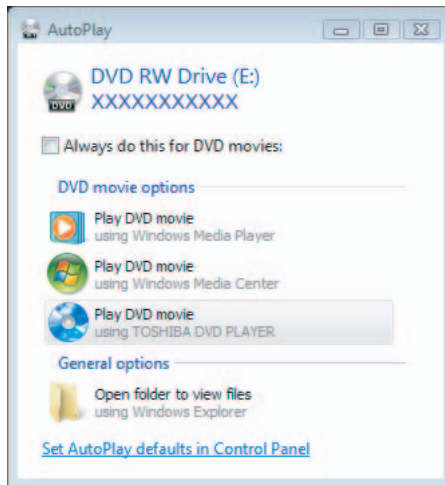 AutoPlay
DVD RW Drive (E:)
XXXXXXXXXXX
DVD
Always do this for DVD movies:
DVD movie options
Play DVD movie
using Windows Media Player
Play DVD movie
using Windows Media Center
Play DVD movie
using TOSHIBA DVD PLAYER
General options
Open folder to view files
using Windows Explorer
Set AutoPlay defaults in Control Panel